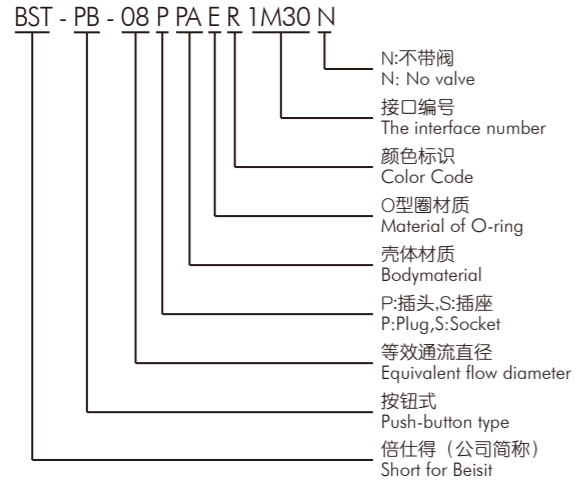 BST - PB - 08 P PA E R 1M30 N
N:不带阀
N: No valve
接口编号
The interface number
颜色标识
Color Code
O型圈材质
Material of O-ring
壳体材质
Bodymaterial
P:插头,S:插座
P:Plug,S:Socket
等效通流直径
Equivalent flow diameter
按钮式
Push-button type
倍仕得（公司简称）
Short for Beisit